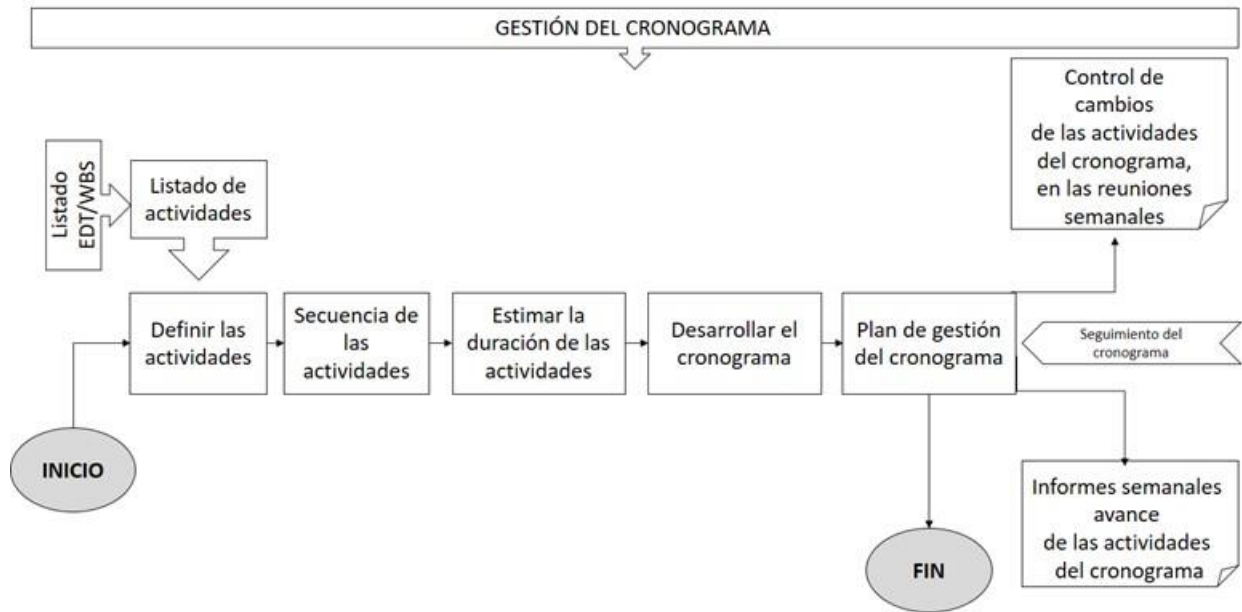 GESTIÓN DEL CRONOGRAMA
Control de
cambios
de las actividades
del cronograma,
en las reuniones
semanales
Listado
EDT/WBS
Listado de
actividades
Definir las
actividades
Secuencia de
las
actividades
Estimar la
duración de las
actividades
Desarrollar el
cronograma
Plan de gestión
del cronograma
Seguimiento del
cronograma
INICIO
FIN
Informes semanales
avance
de las actividades
del cronograma